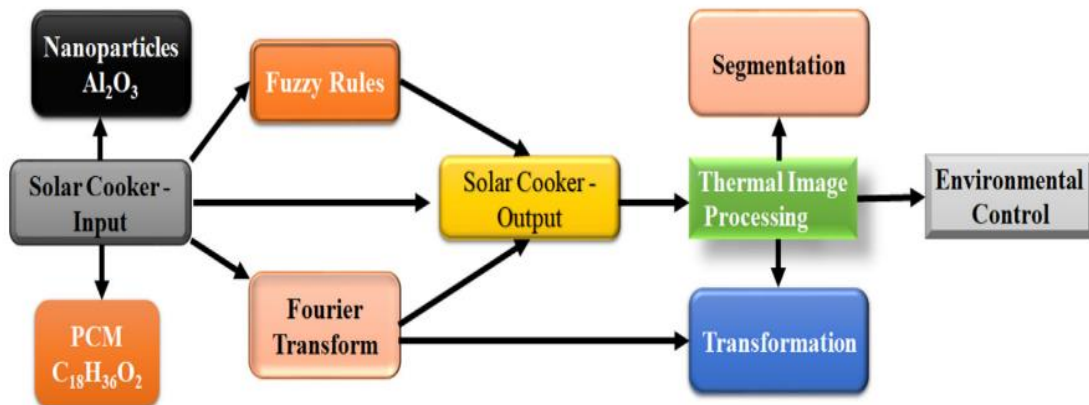 Nanoparticles
Al₂O₃
Fuzzy Rules
Segmentation
Solar Cooker -
Input
Solar Cooker -
Output
Thermal Image
Processing
Environmental
Control
PCM
C₁₈H₃₆O₂
Fourier
Transform
Transformation